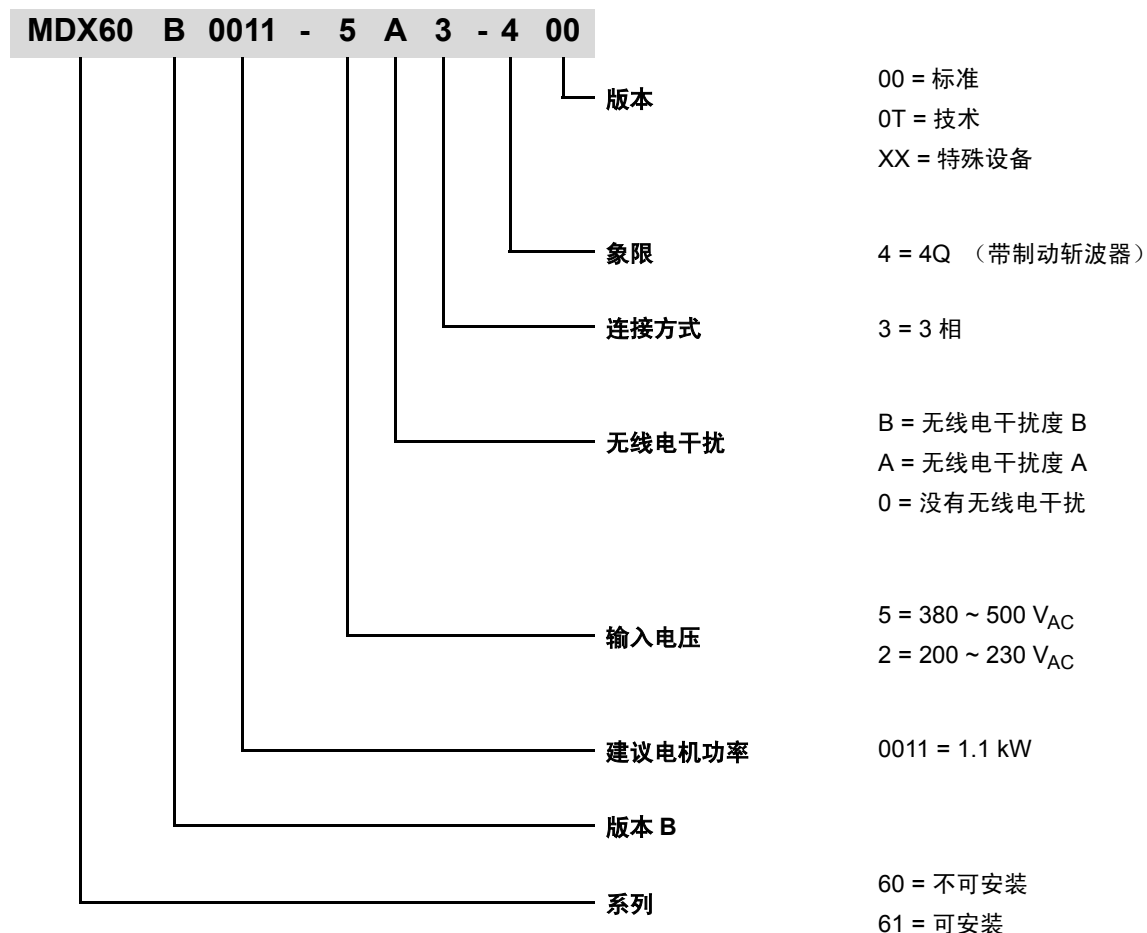 MDX60 B 0011 - 5 A 3 - 4 00
版本
00 = 标准
0T = 技术
XX = 特殊设备
象限
4 = 4Q （带制动斩波器）
连接方式
3 = 3 相
无线电干扰
B = 无线电干扰度 B
A = 无线电干扰度 A
0 = 没有无线电干扰
输入电压
5 = 380 ~ 500 VAC
2 = 200 ~ 230 VAC
建议电机功率
0011 = 1.1 kW
版本 B
系列
60 = 不可安装
61 = 可安装